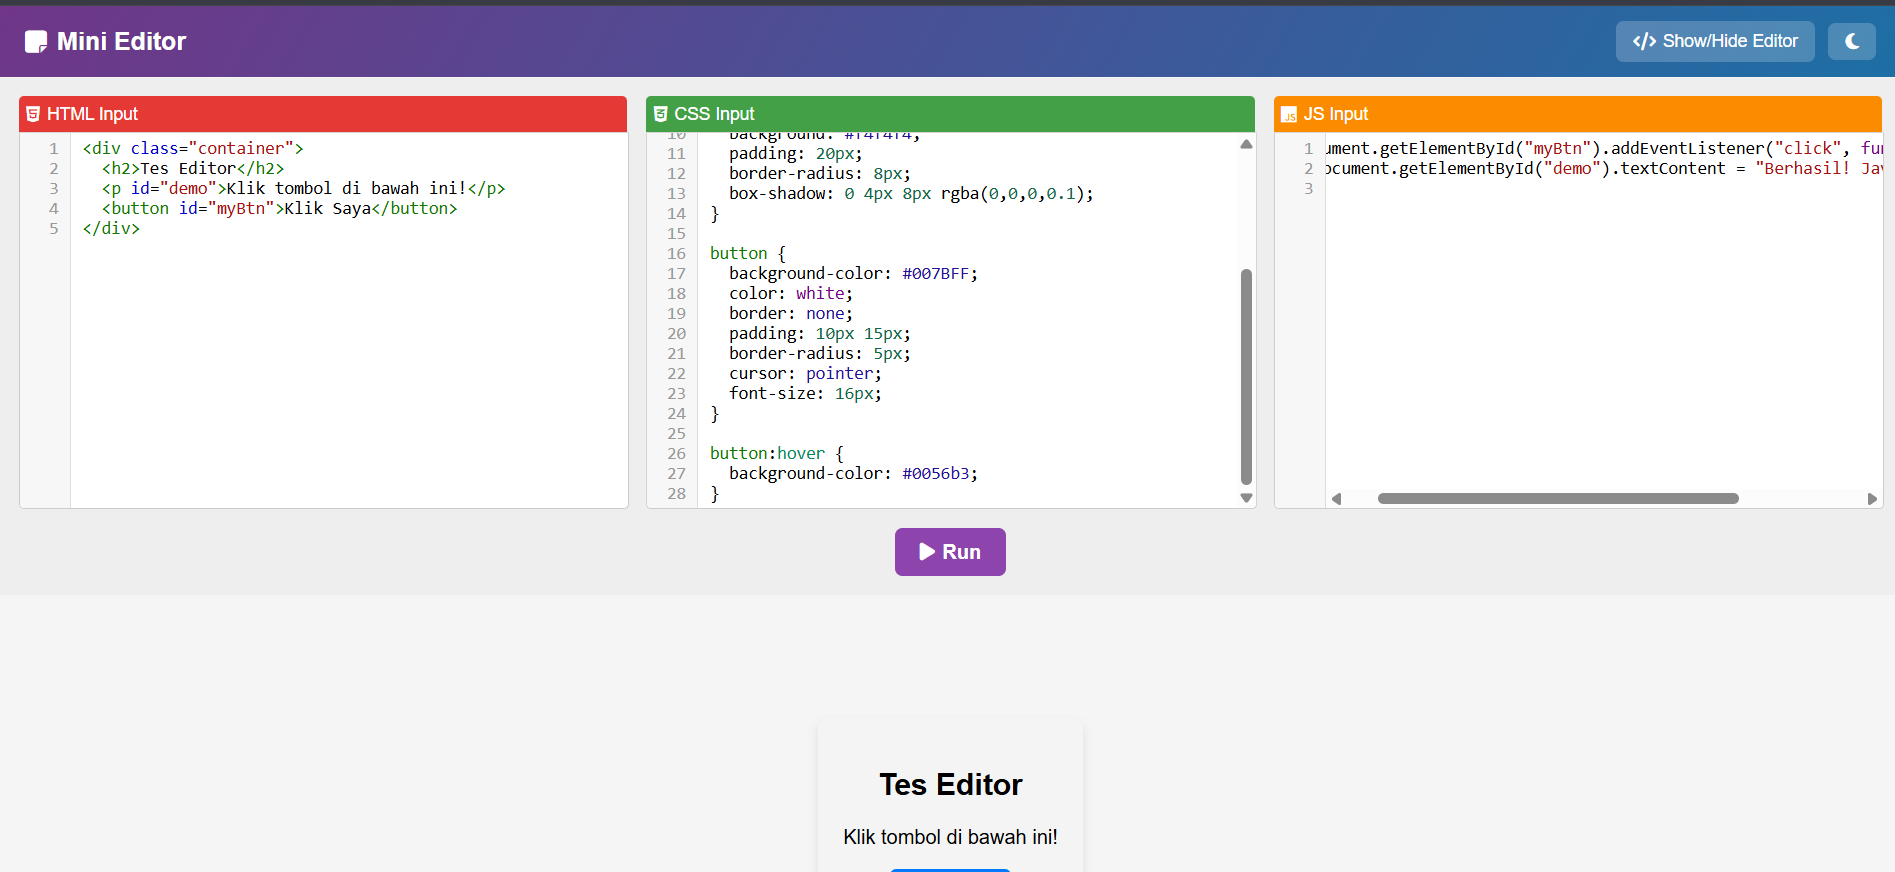 Mini Editor
Show/Hide Editor
HTML Input
1 <div class="container">
2 <h2>Tes Editor</h2>
3 <p id="demo">Klik tombol di bawah ini!</p>
4 <button id="myBtn">Klik Saya</button>
5 </div>
CSS Input
10 background: #f4f4f4;
11 padding: 20px;
12 border-radius: 8px;
13 box-shadow: 0 4px 8px rgba(0,0,0,0.1);
14 }
15
16 button {
17 background-color: #007BFF;
18 color: white;
19 border: none;
20 padding: 10px 15px;
21 border-radius: 5px;
22 cursor: pointer;
23 font-size: 16px;
24 }
25
26 button:hover {
27 background-color: #0056b3;
28 }
JS Input
1 ument.getElementById("myBtn").addEventListener("click", fun
2 ocument.getElementById("demo").textContent = "Berhasil! Jav
3
Run
Tes Editor
Klik tombol di bawah ini!